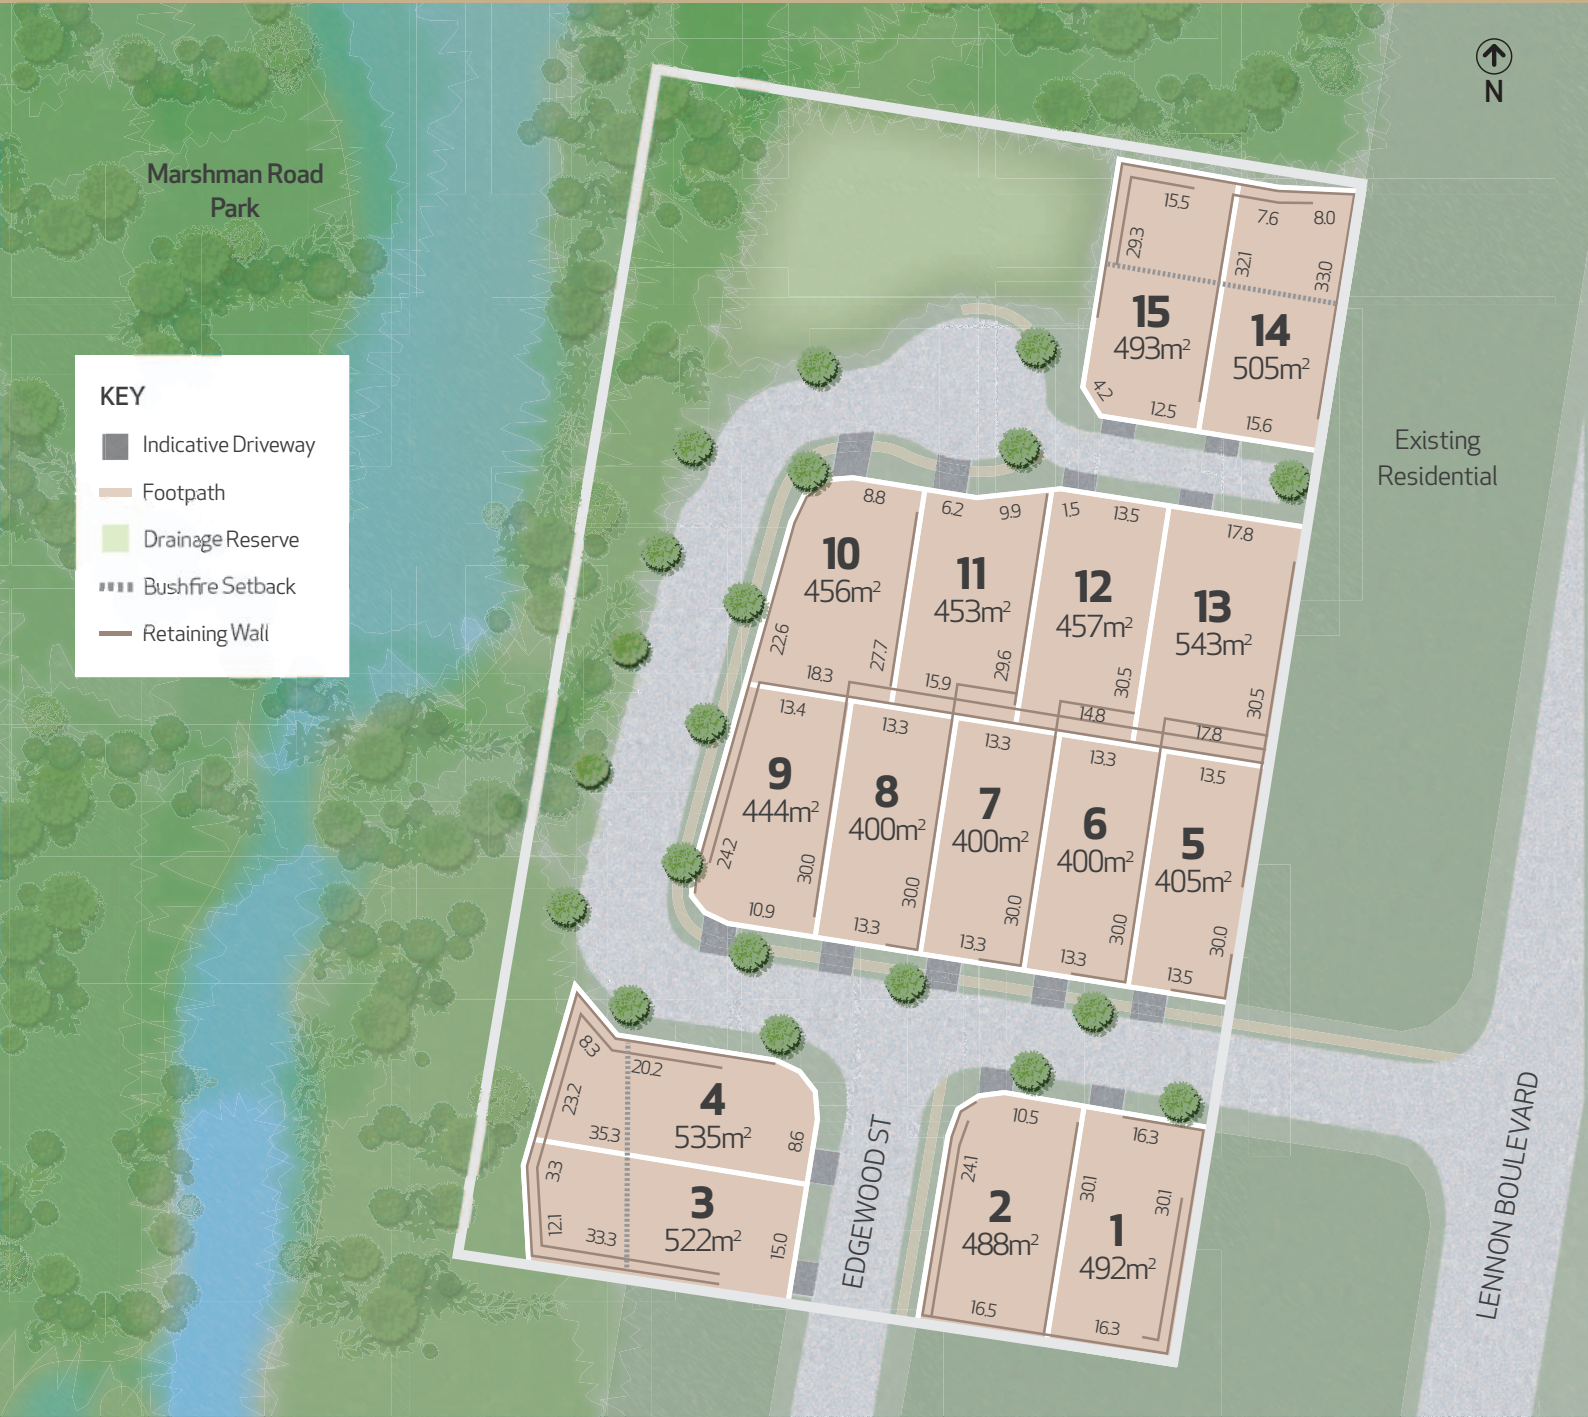 N
Marshman Road
Park
KEY
Indicative Driveway
Footpath
Drainage Reserve
Bushfire Setback
Retaining Wall
Existing
Residential
15.5
29.3
15
493m²
4.2
12.5
7.6
8.0
32.1
33.0
14
505m²
15.6
8.8
10
456m²
22.6
27.7
18.3
6.2
9.9
11
453m²
29.6
15.9
1.5
13.5
12
457m²
30.5
14.8
17.8
13
543m²
30.5
17.8
13.4
9
444m²
24.2
30.0
10.9
13.3
8
400m²
30.0
13.3
13.3
7
400m²
30.0
13.3
13.3
6
400m²
30.0
13.3
13.5
5
405m²
30.0
13.5
8.3
20.2
23.2
4
535m²
35.3
8.6
3.3
12.1
3
522m²
33.3
15.0
EDGEWOOD ST
10.5
24.1
2
488m²
16.5
16.3
30.1
30.1
1
492m²
16.3
LENNON BOULEVARD